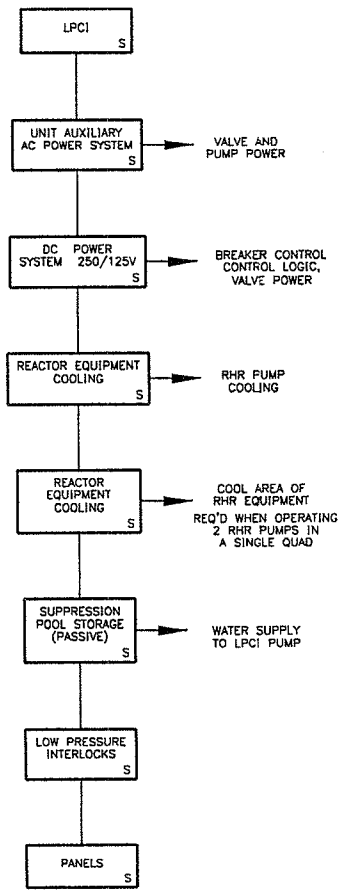 LPCI
S
UNIT AUXILIARY
AC POWER SYSTEM
S
VALVE AND
PUMP POWER
DC POWER
SYSTEM 250/125V
S
BREAKER CONTROL
CONTROL LOGIC,
VALVE POWER
REACTOR EQUIPMENT
COOLING
S
RHR PUMP
COOLING
REACTOR
EQUIPMENT
COOLING
S
COOL AREA OF
RHR EQUIPMENT
REQ'D WHEN OPERATING
2 RHR PUMPS IN
A SINGLE QUAD
SUPPRESSION
POOL STORAGE
(PASSIVE)
S
WATER SUPPLY
TO LPCI PUMP
LOW PRESSURE
INTERLOCKS
S
PANELS
S